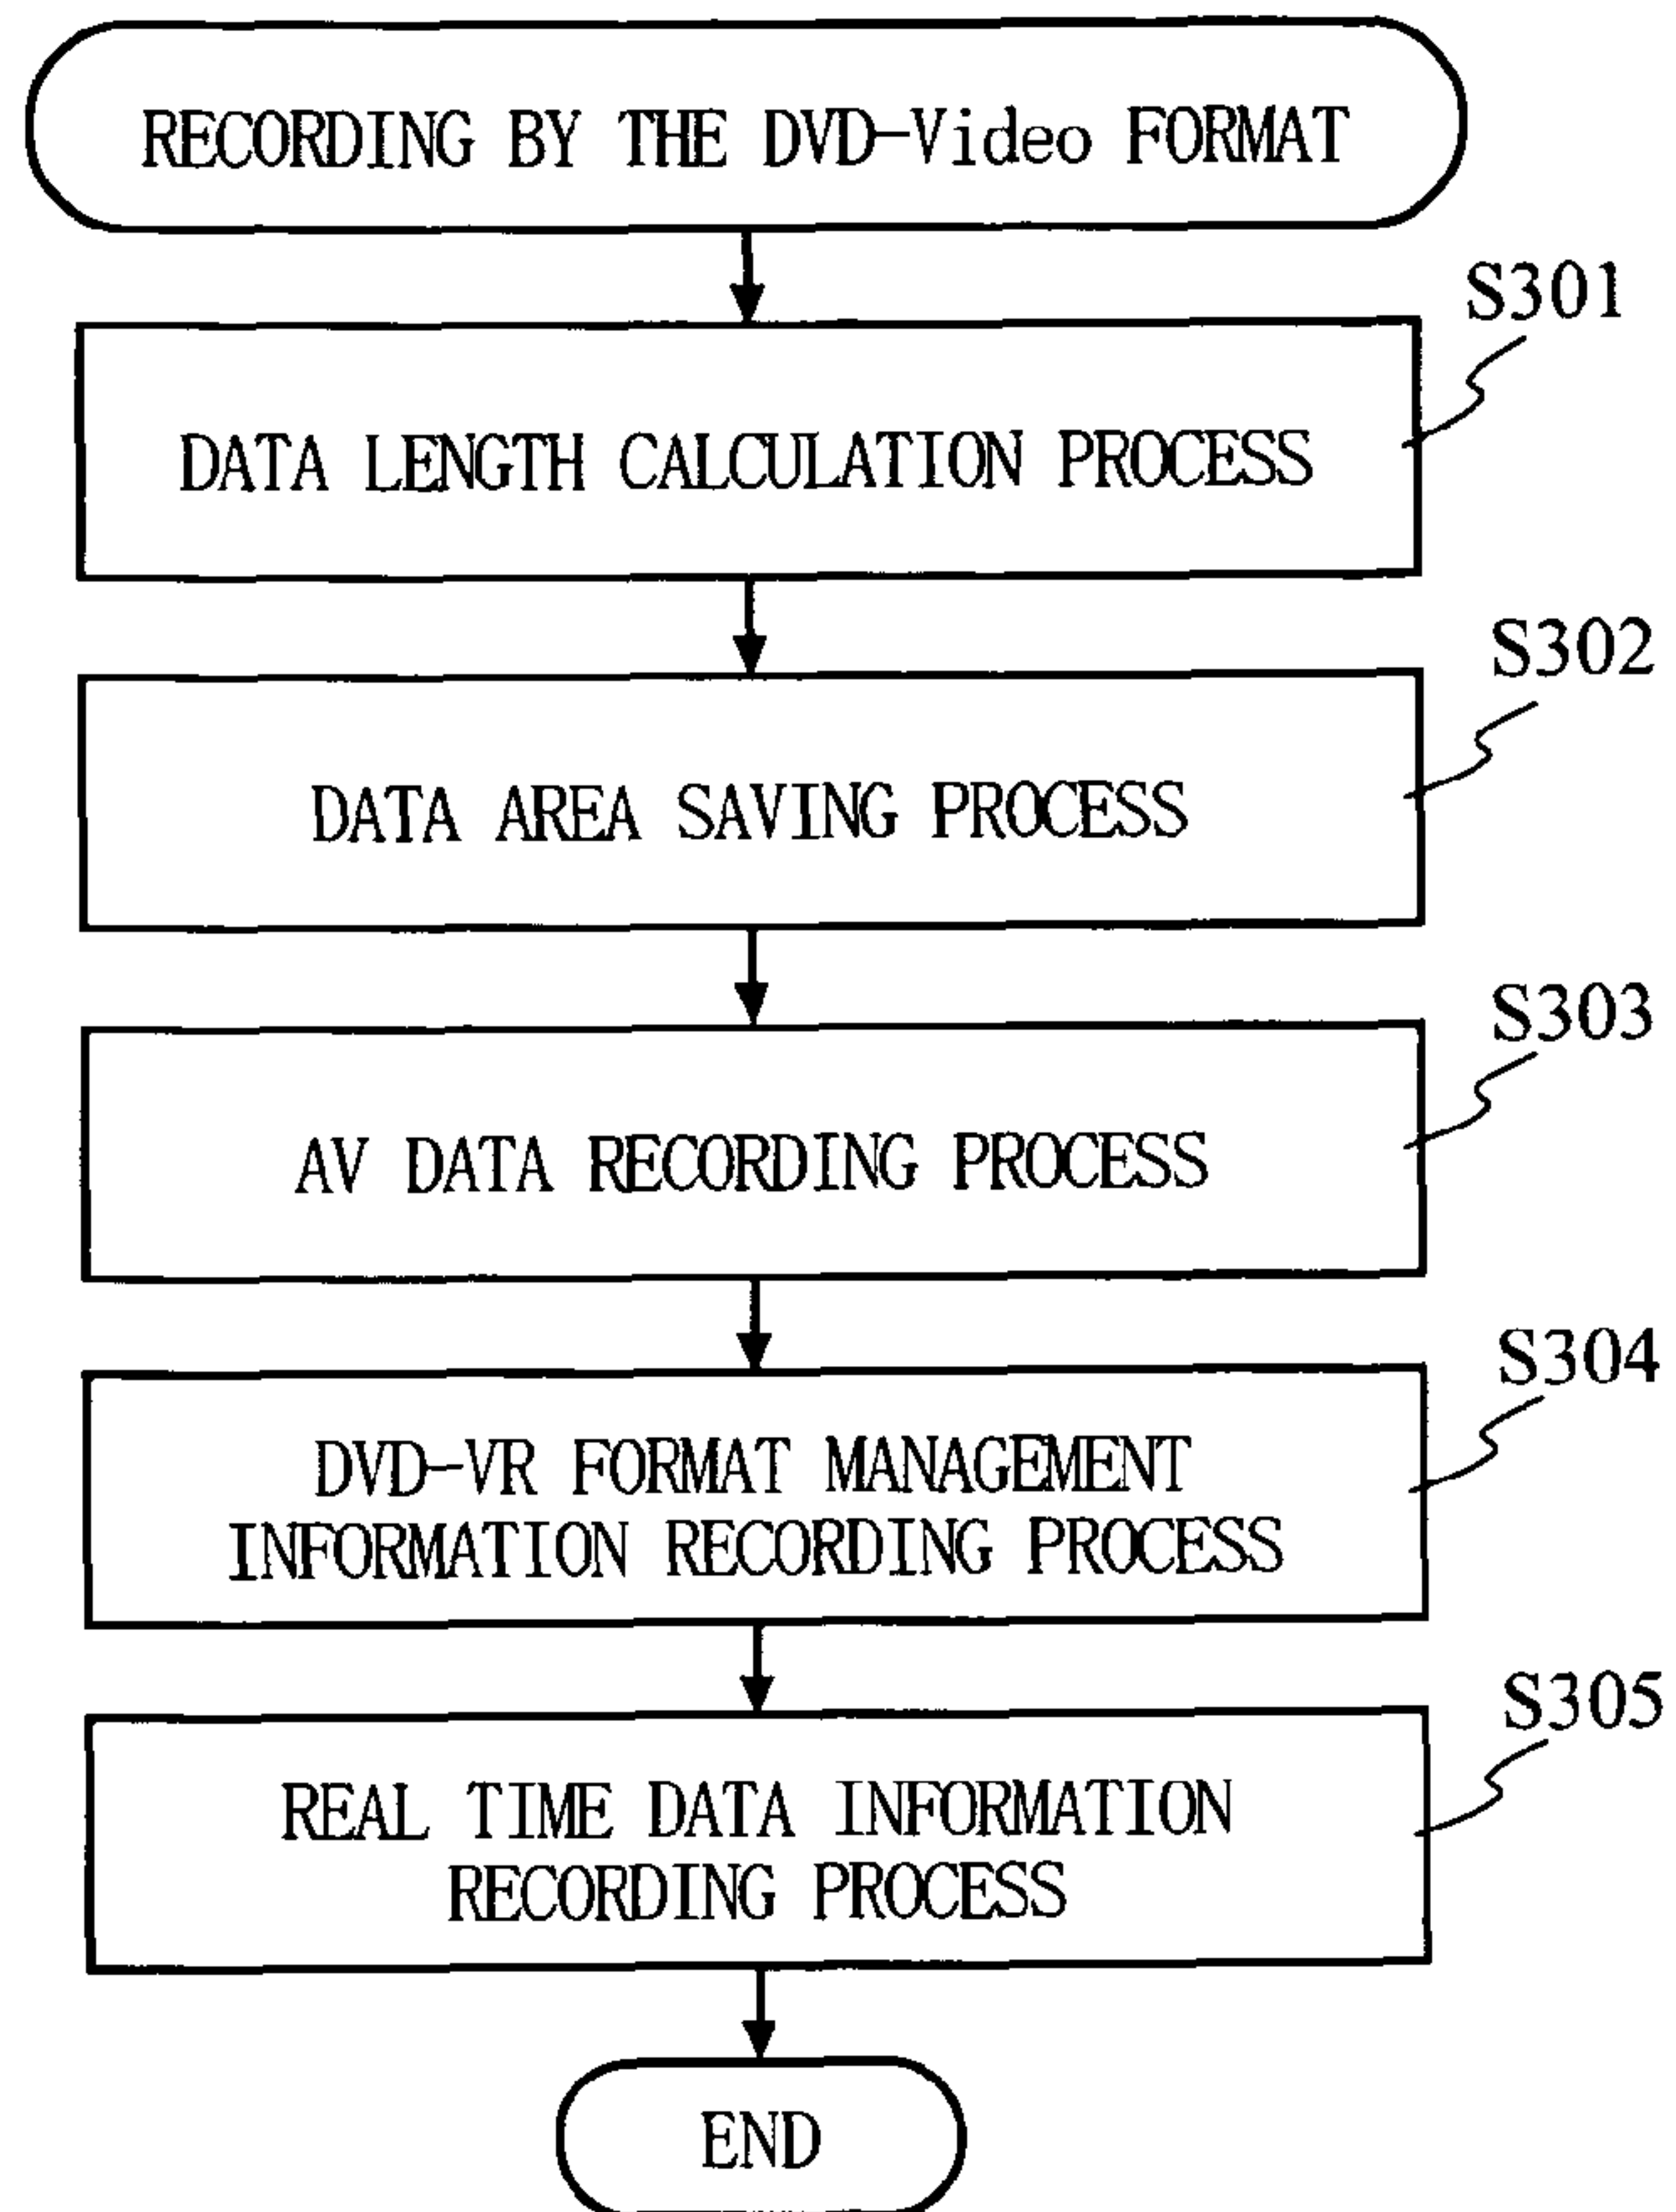 RECORDING BY THE DVD-Video FORMAT
S301
DATA LENGTH CALCULATION PROCESS
S302
DATA AREA SAVING PROCESS
S303
AV DATA RECORDING PROCESS
S304
DVD-VR FORMAT MANAGEMENT
INFORMATION RECORDING PROCESS
S305
REAL TIME DATA INFORMATION
RECORDING PROCESS
END